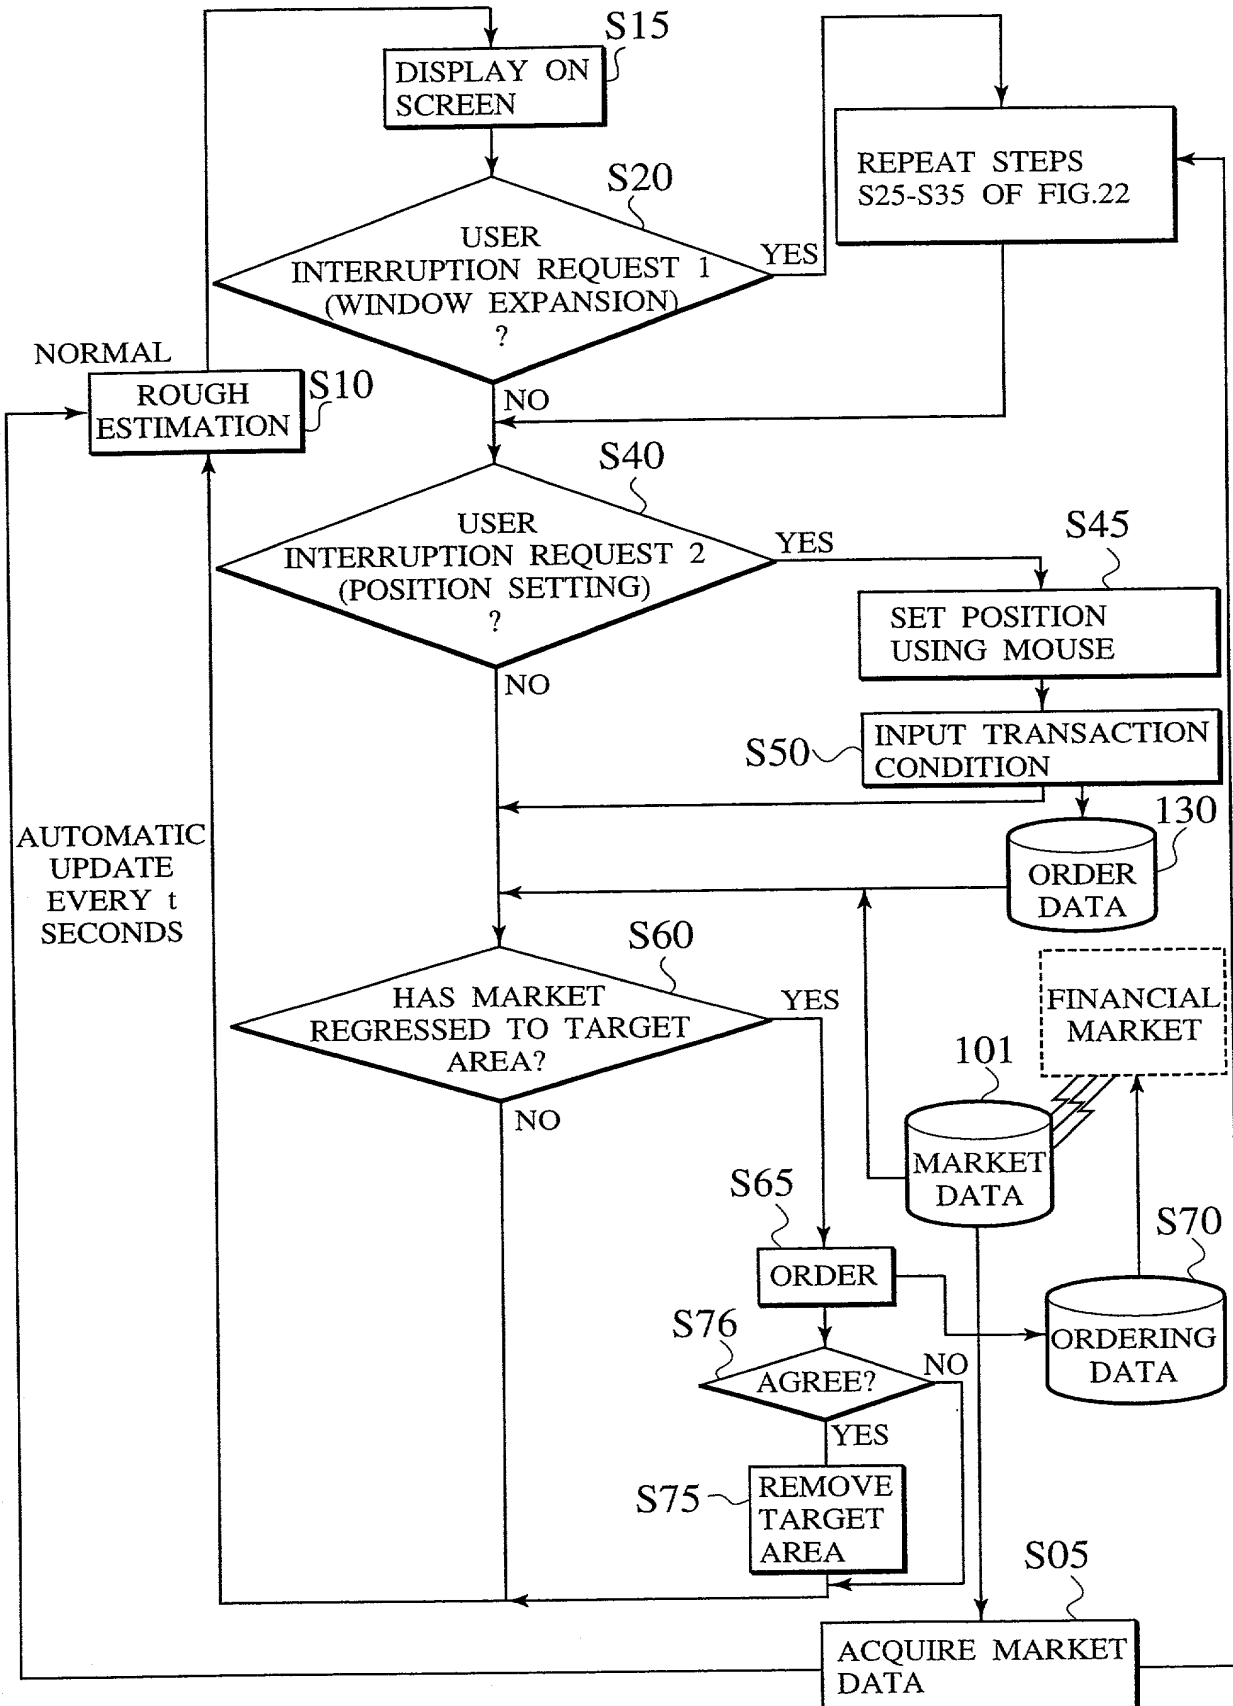 S15
DISPLAY ON
SCREEN
S20
USER
INTERRUPTION REQUEST 1
(WINDOW EXPANSION)
?
YES
REPEAT STEPS
S25-S35 OF FIG.22
NORMAL
ROUGH
ESTIMATION
S10
NO
S40
USER
INTERRUPTION REQUEST 2
(POSITION SETTING)
?
YES
S45
SET POSITION
USING MOUSE
NO
S50
INPUT TRANSACTION
CONDITION
130
ORDER
DATA
AUTOMATIC
UPDATE
EVERY t
SECONDS
S60
HAS MARKET
REGRESSED TO TARGET
AREA?
YES
FINANCIAL
MARKET
NO
101
MARKET
DATA
S65
ORDER
S70
ORDERING
DATA
S76
AGREE?
NO
YES
S75
REMOVE
TARGET
AREA
S05
ACQUIRE MARKET
DATA